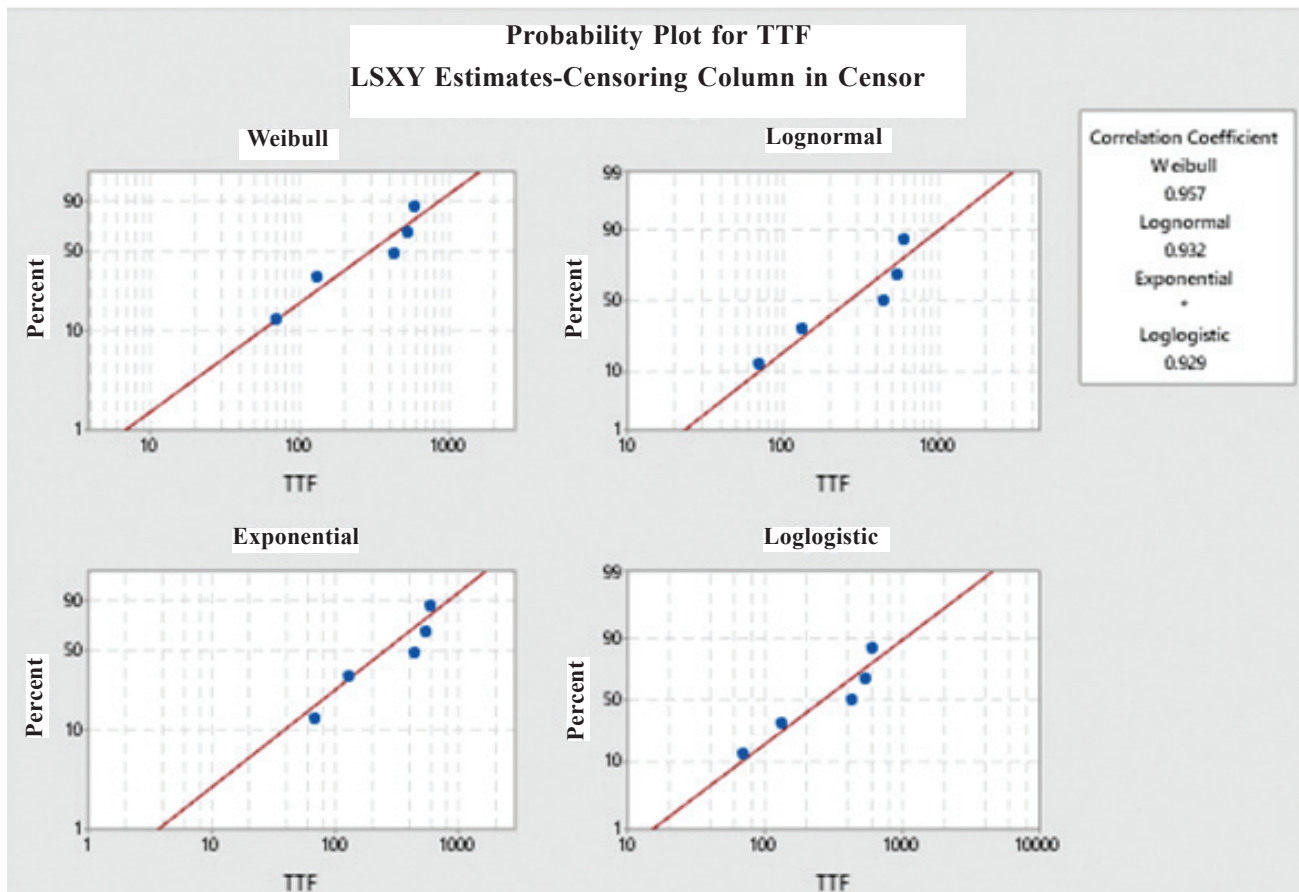 Probability Plot for TTF
LSXY Estimates-Censoring Column in Censor
Weibull
Percent
90
50
10
1
10
100
1000
TTF
Lognormal
Percent
99
90
50
10
1
10
100
1000
TTF
Correlation Coefficient
Weibull
0.957
Lognormal
0.932
Exponential
*
Loglogistic
0.929
Exponential
Percent
90
50
10
1
1
10
100
1000
TTF
Loglogistic
Percent
99
90
50
10
1
10
100
1000
10000
TTF